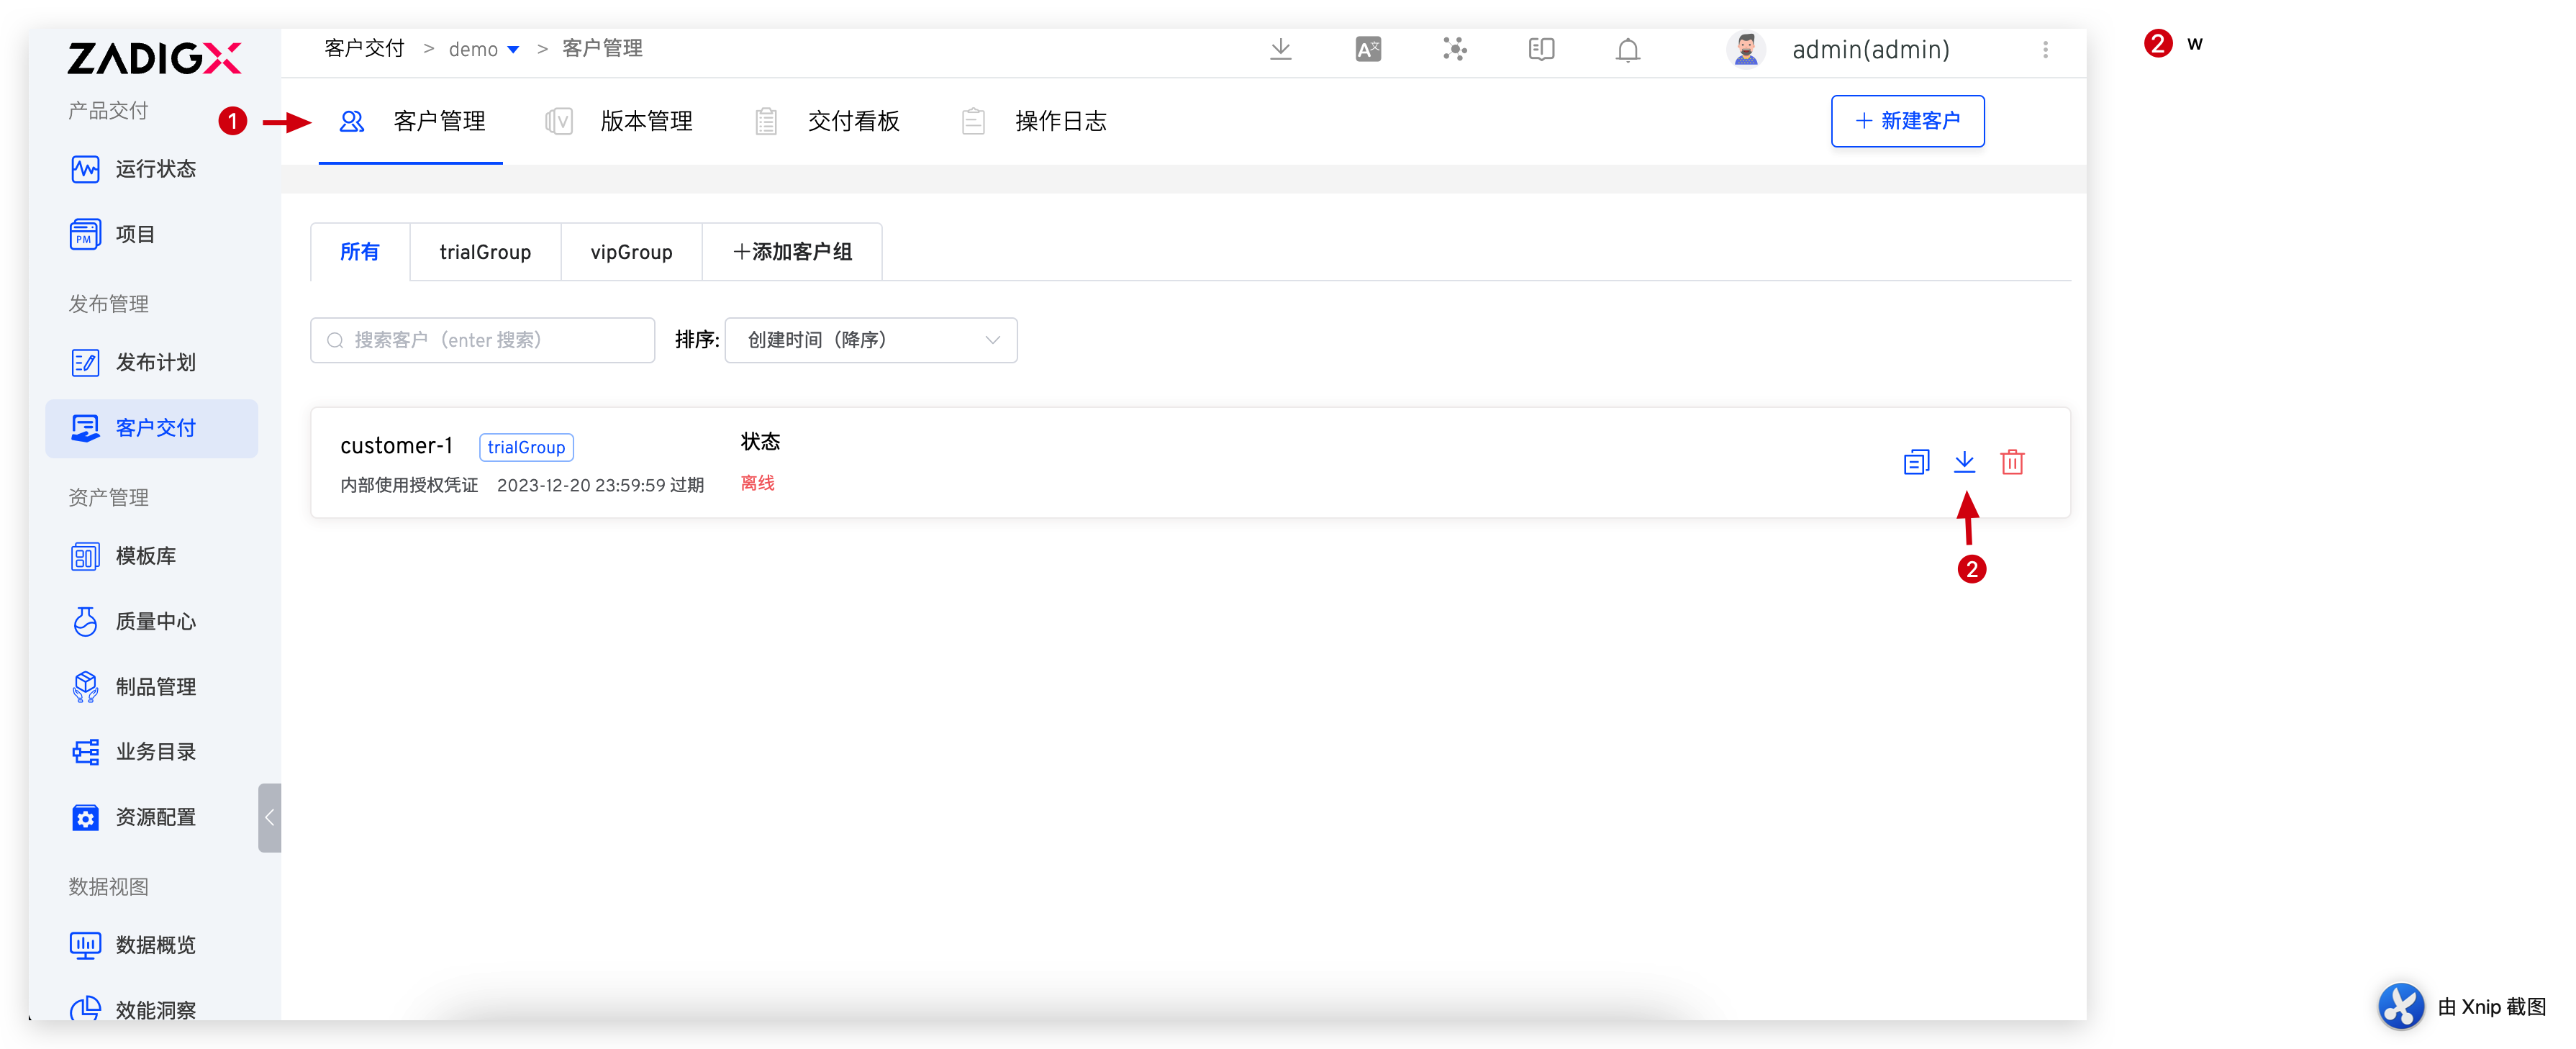 ZADIGX
客户交付 > demo > 客户管理
admin(admin)
2 w
产品交付
运行状态
项目
发布管理
发布计划
客户交付
资产管理
模板库
质量中心
制品管理
业务目录
资源配置
数据视图
数据概览
效能洞察
1
客户管理
版本管理
交付看板
操作日志
+ 新建客户
所有
trialGroup
vipGroup
+添加客户组
搜索客户（enter 搜索）
排序: 创建时间（降序）
customer-1 trialGroup
内部使用授权凭证 2023-12-20 23:59:59 过期
状态
离线
2
由 Xnip 截图